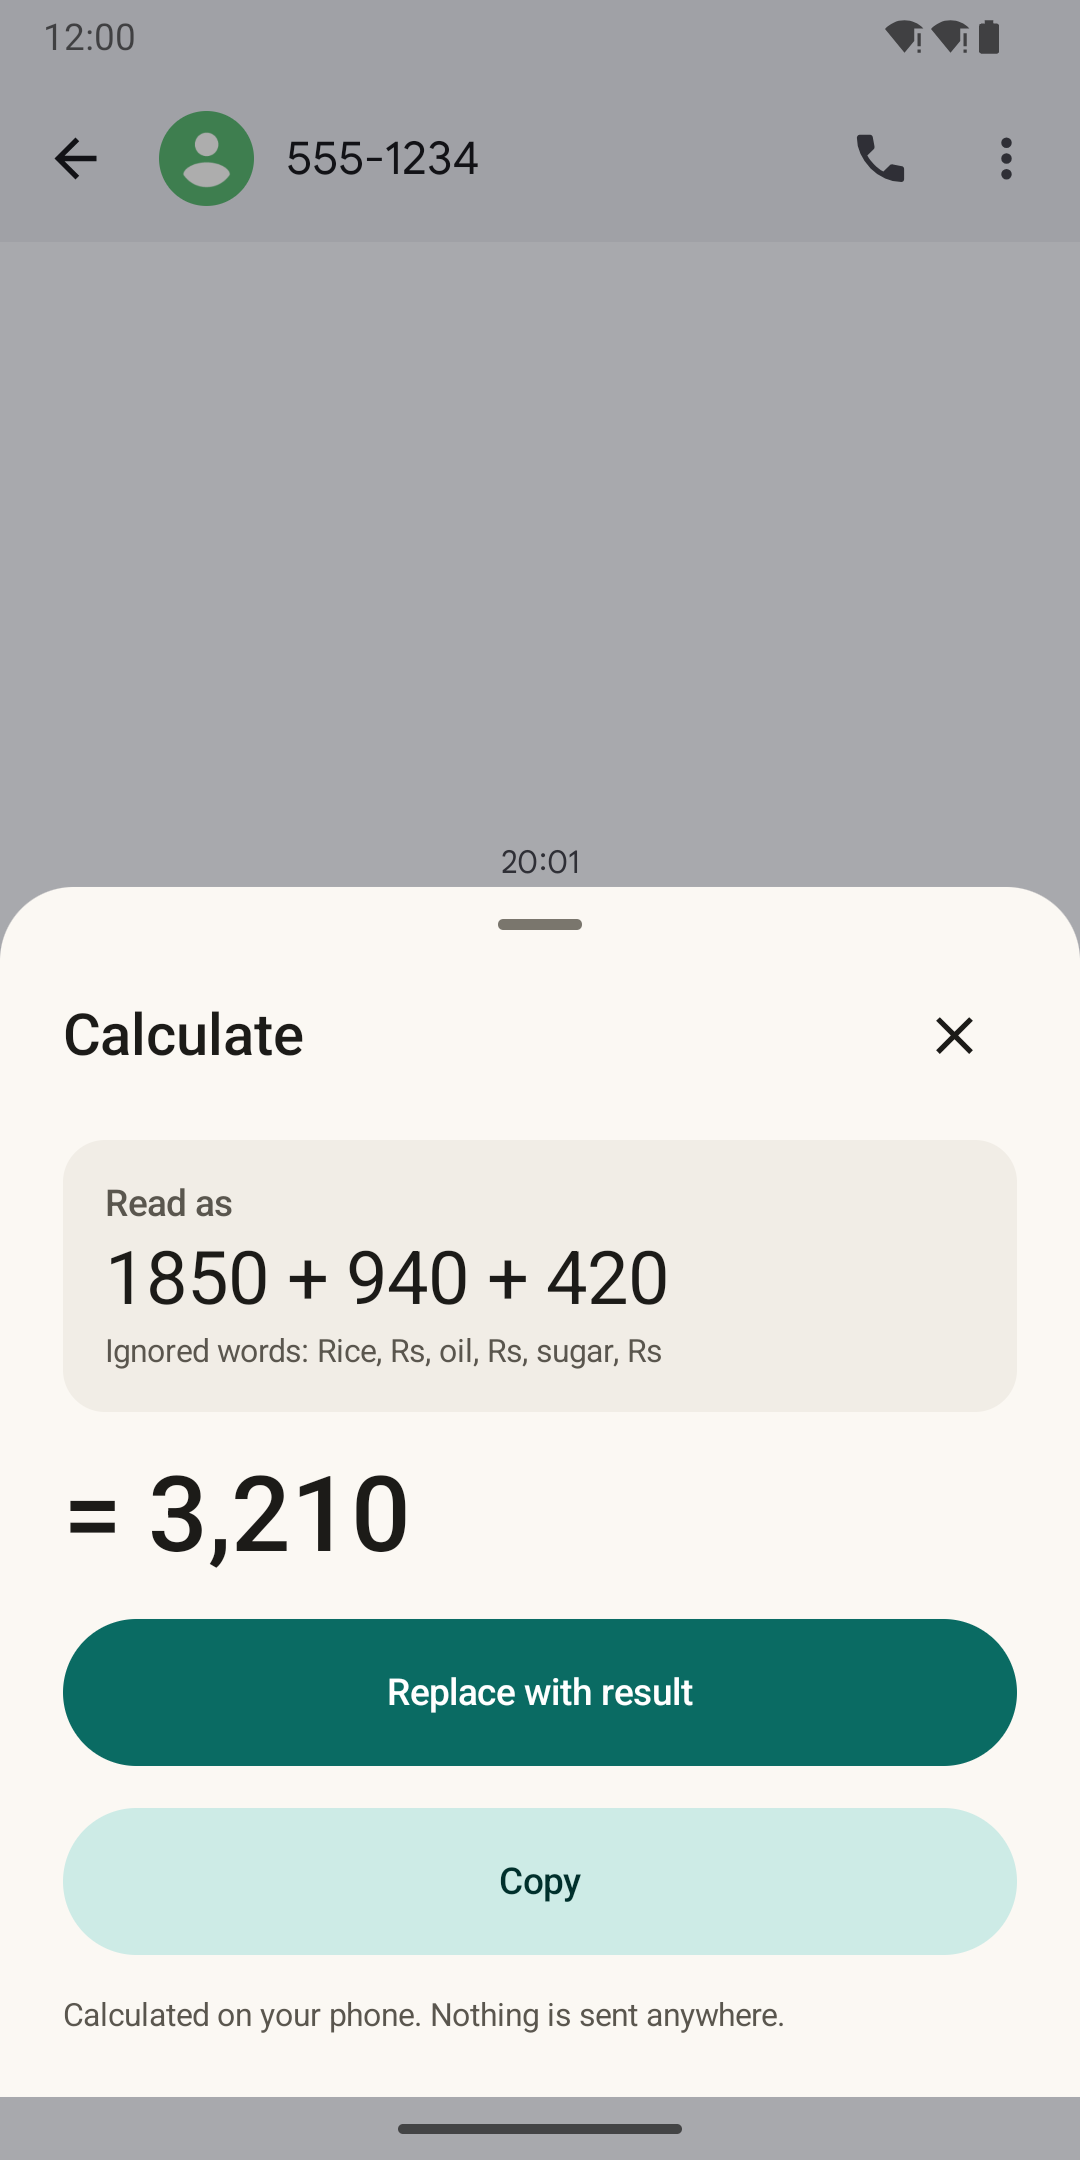 12:00
555-1234
20:01
Calculate
Read as
1850 + 940 + 420
Ignored words: Rice, Rs, oil, Rs, sugar, Rs
= 3,210
Replace with result
Copy
Calculated on your phone. Nothing is sent anywhere.